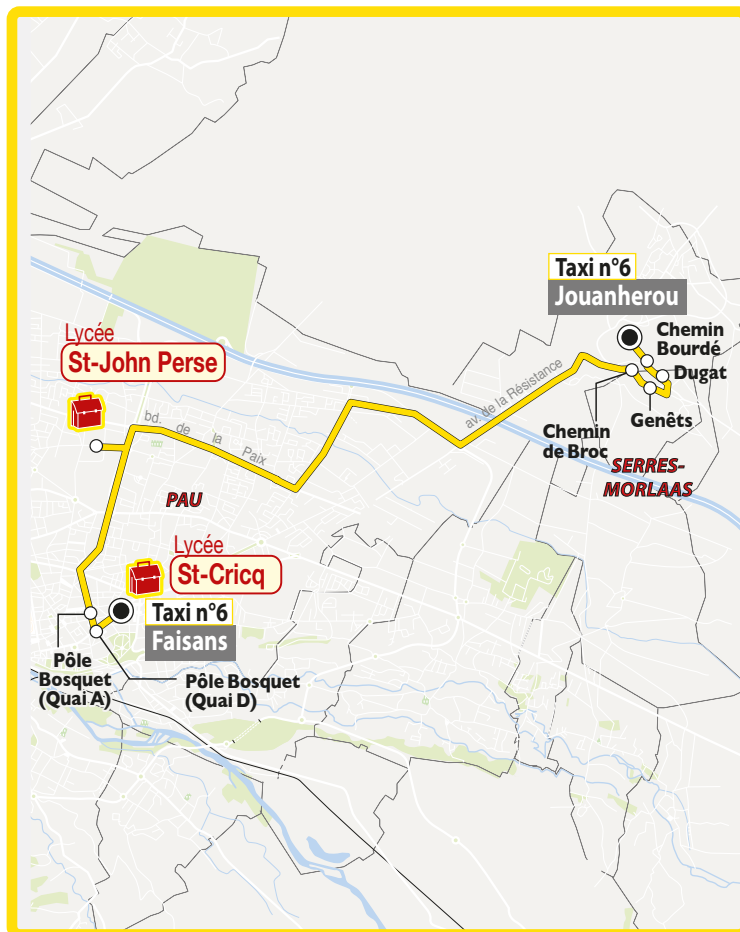 Taxi n°6
Jouanherou
Chemin
Bourdé
Dugat
Genêts
Chemin
de Broc
SERRES-
MORLAAS
av. de la Résistance
Lycée
St-John Perse
bd. de la Paix
PAU
Lycée
St-Cricq
Taxi n°6
Faisans
Pôle
Bosquet
(Quai A)
Pôle Bosquet
(Quai D)